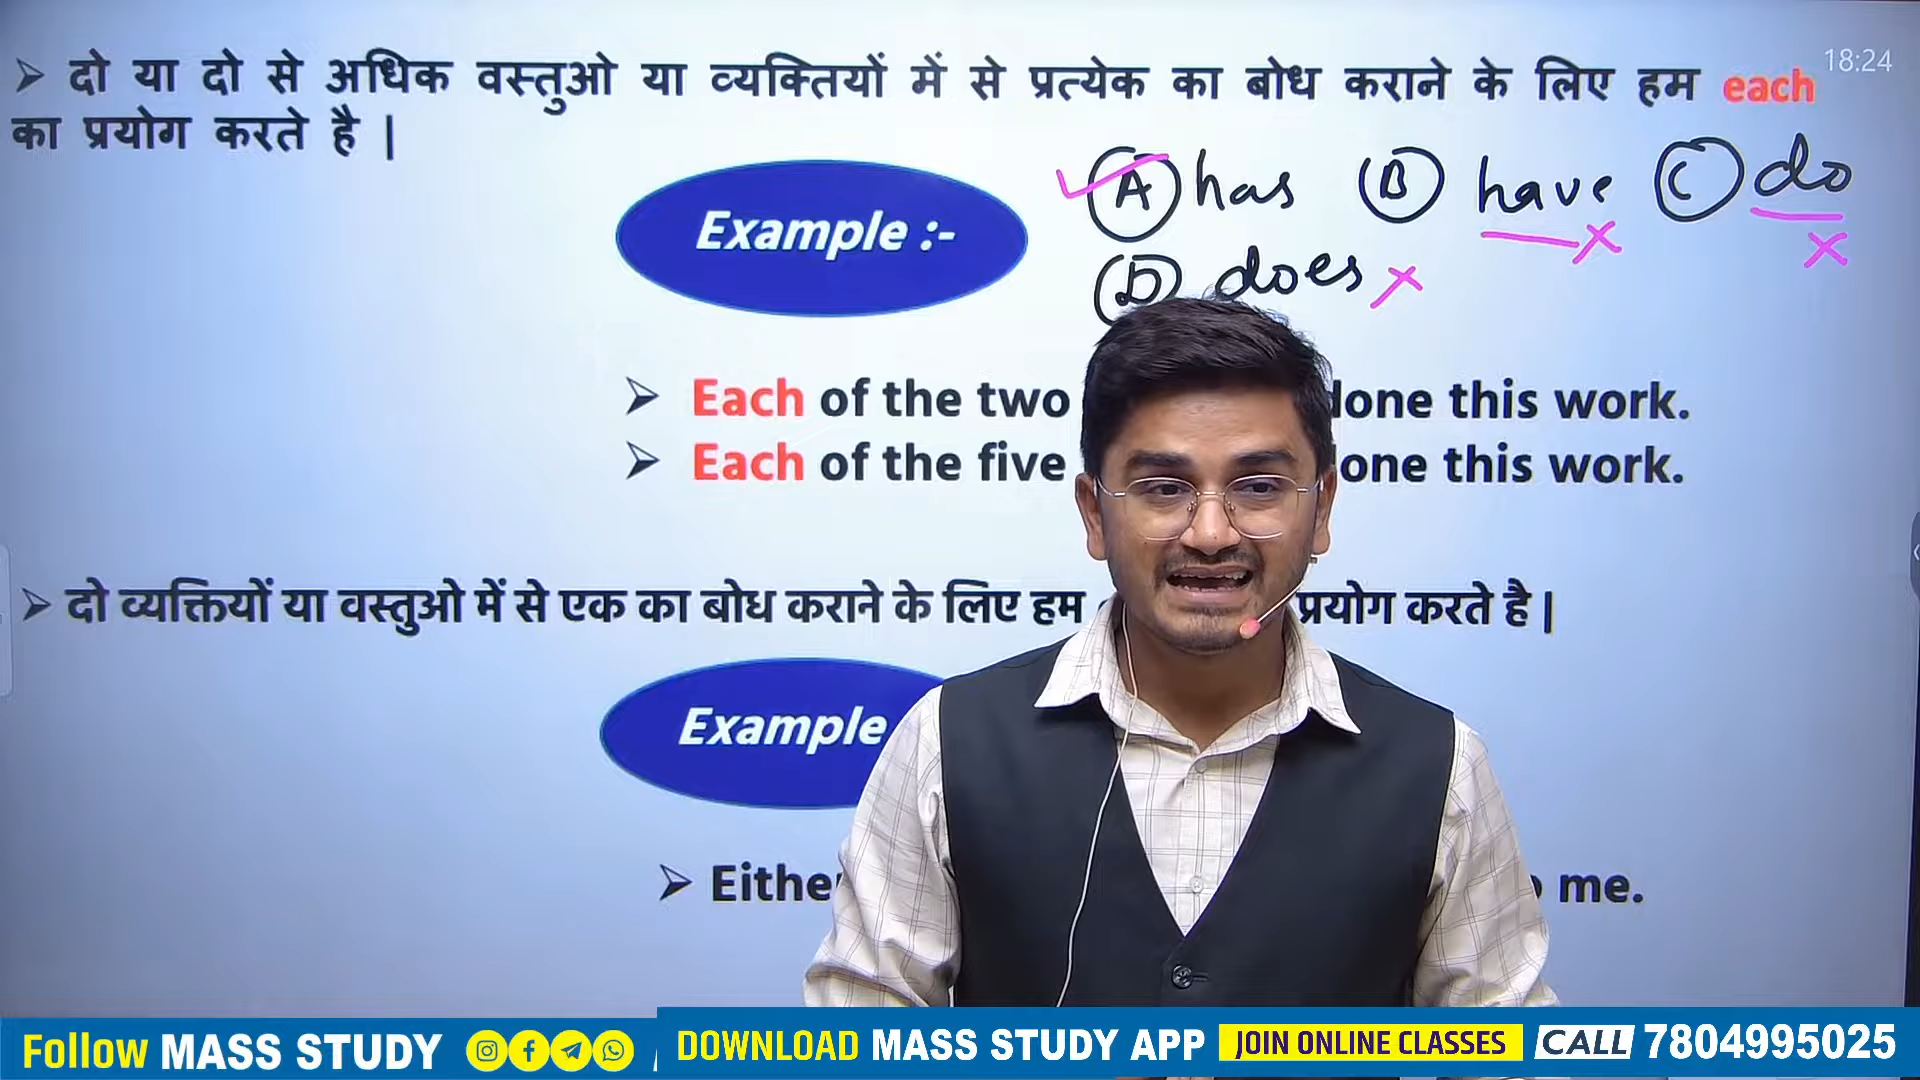 18:24
➢ दो या दो से अधिक वस्तुओ या व्यक्तियों में से प्रत्येक का बोध कराने के लिए हम each
का प्रयोग करते है |
Ⓐ has Ⓑ have Ⓒ do
Ⓓ does
Example :-
➢ Each of the two done this work.
➢ Each of the five done this work.
➢ दो व्यक्तियों या वस्तुओ में से एक का बोध कराने के लिए हम प्रयोग करते है |
Example
➢ Either me.
Follow MASS STUDY DOWNLOAD MASS STUDY APP JOIN ONLINE CLASSES CALL 7804995025